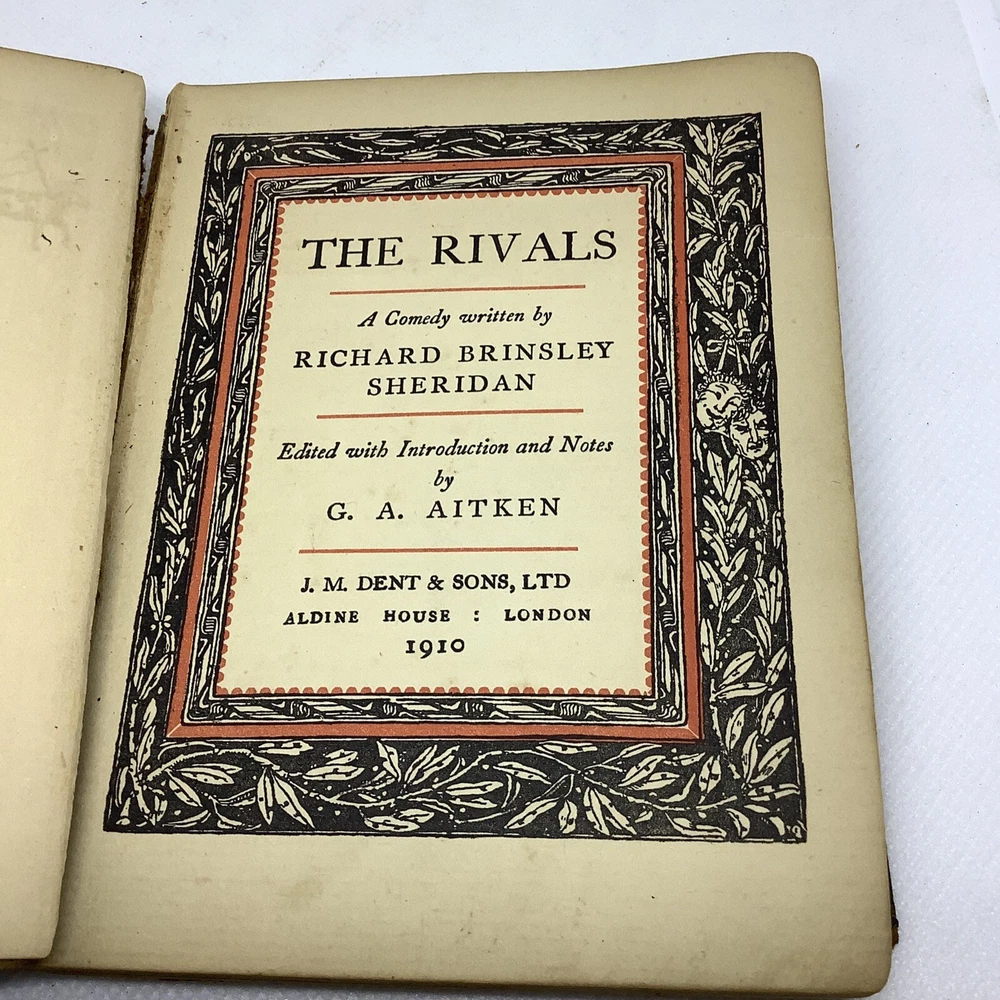 THE RIVALS
A Comedy written by
RICHARD BRINSLEY
SHERIDAN
Edited with Introduction and Notes
by
G. A. AITKEN
J. M. DENT & SONS, LTD
ALDINE HOUSE : LONDON
1910